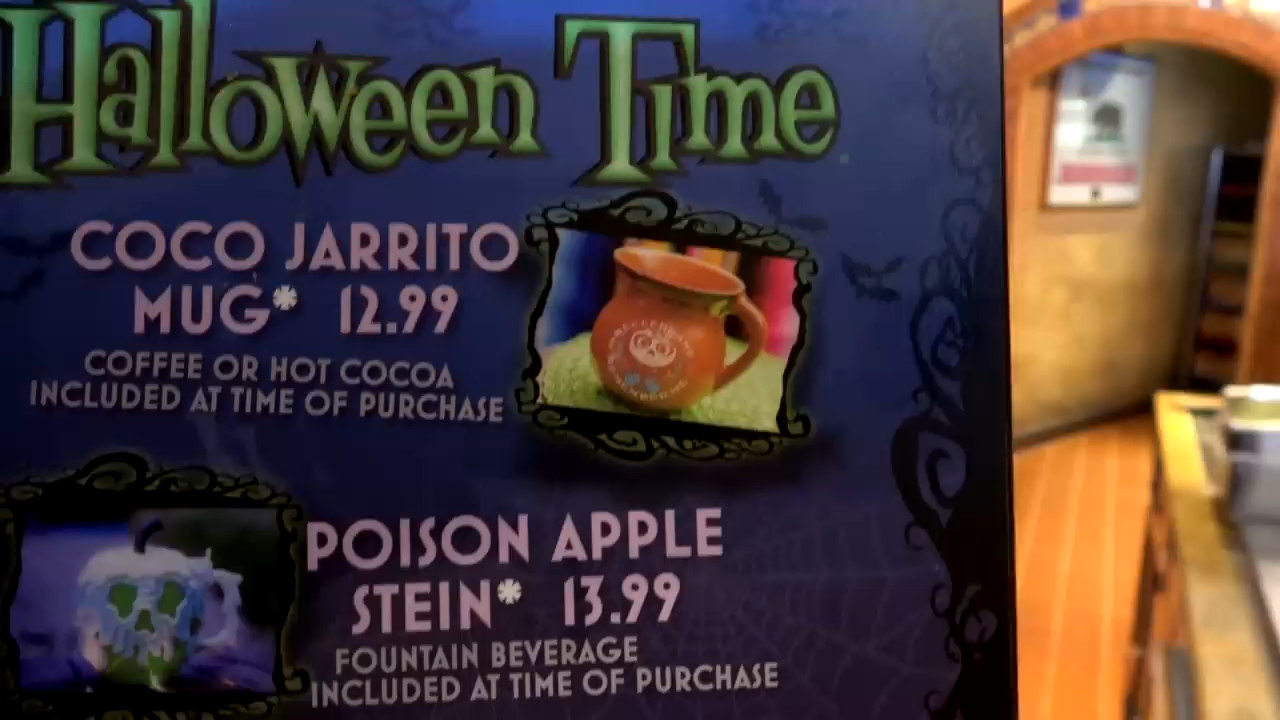 Halloween Time
COCO JARRITO
MUG* 12.99
COFFEE OR HOT COCOA
INCLUDED AT TIME OF PURCHASE
POISON APPLE
STEIN* 13.99
FOUNTAIN BEVERAGE
INCLUDED AT TIME OF PURCHASE